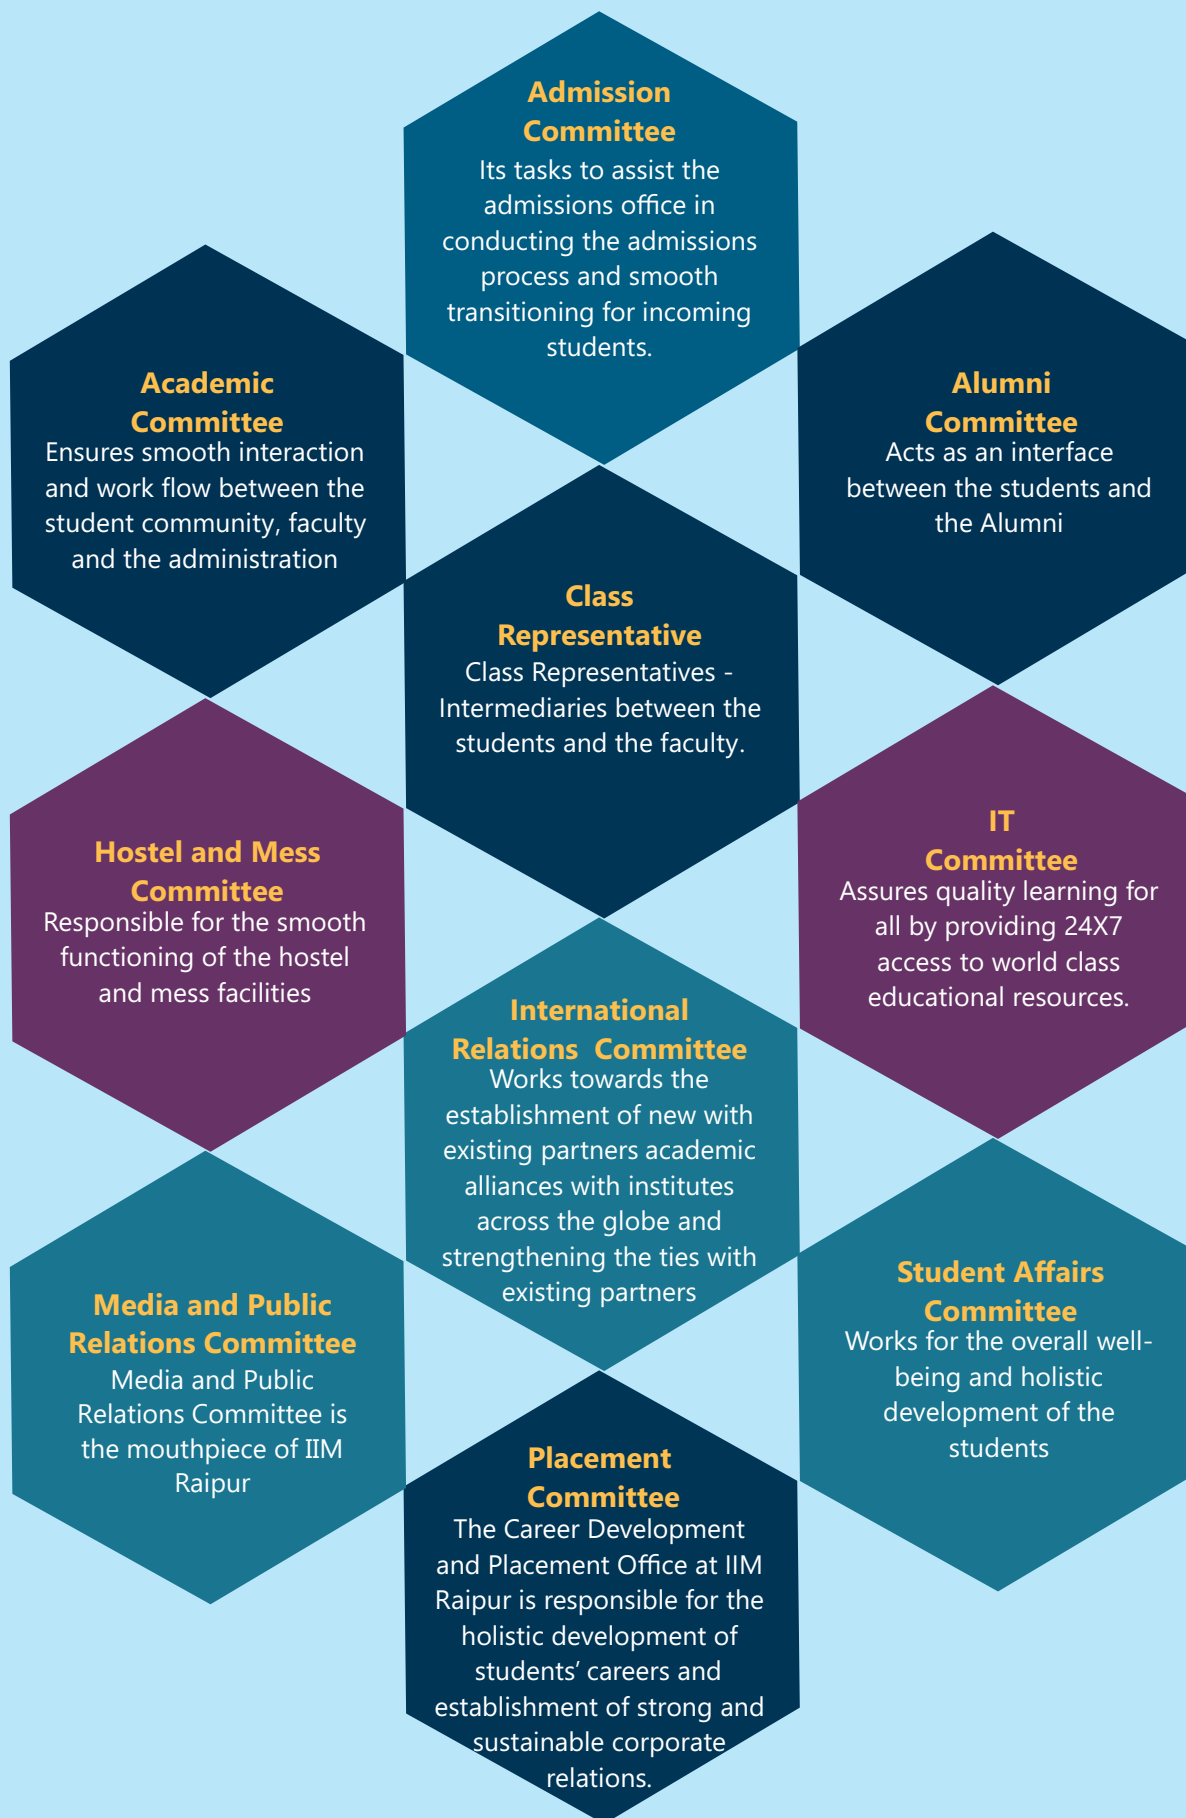 Admission
Committee
Its tasks to assist the
admissions office in
conducting the admissions
process and smooth
transitioning for incoming
students.
Academic
Committee
Ensures smooth interaction
and work flow between the
student community, faculty
and the administration
Alumni
Committee
Acts as an interface
between the students and
the Alumni
Class
Representative
Class Representatives -
Intermediaries between the
students and the faculty.
Hostel and Mess
Committee
Responsible for the smooth
functioning of the hostel
and mess facilities
IT
Committee
Assures quality learning for
all by providing 24X7
access to world class
educational resources.
International
Relations  Committee
Works towards the
establishment of new with
existing partners academic
alliances with institutes
across the globe and
strengthening the ties with
existing partners
Media and Public
Relations Committee
Media and Public
Relations Committee is
the mouthpiece of IIM
Raipur
Student Affairs
Committee
Works for the overall well-
being and holistic
development of the
students
Placement
Committee
The Career Development
and Placement Office at IIM
Raipur is responsible for the
holistic development of
students’ careers and
establishment of strong and
sustainable corporate
relations.